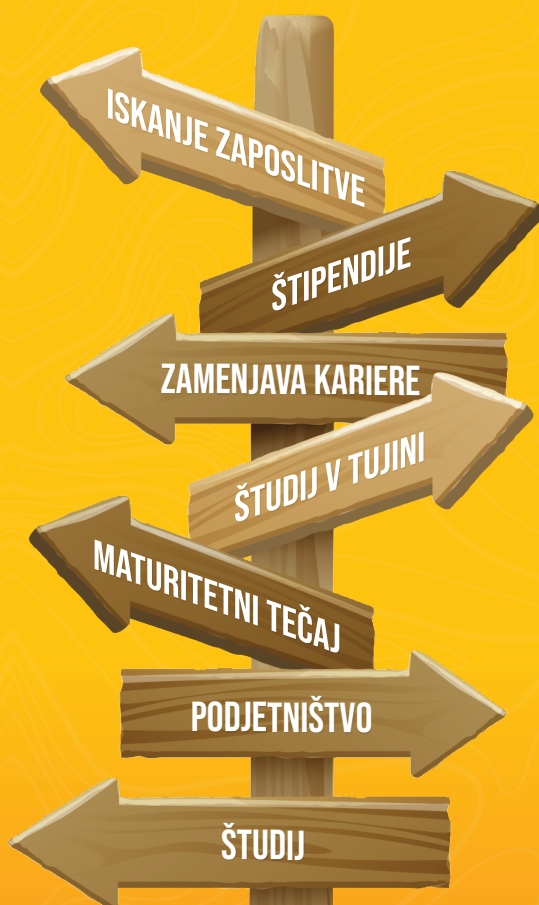 ISKANJE ZAPOSLITVE
ŠTIPENDIJE
ZAMENJAVA KARIERE
ŠTUDIJ V TUJINI
MATURITETNI TEČAJ
PODJETNIŠTVO
ŠTUDIJ